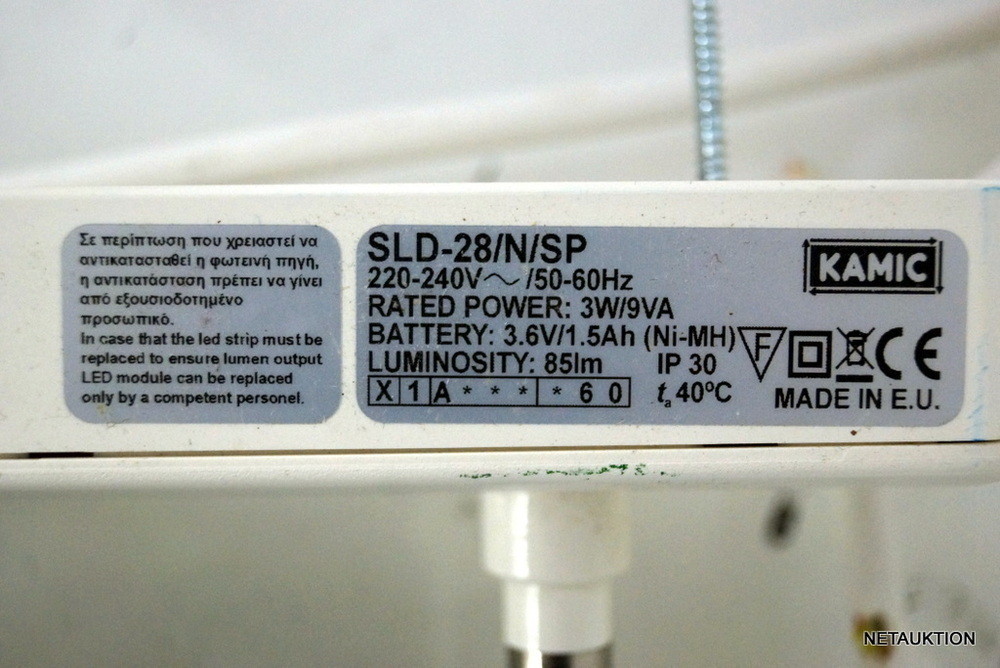 Σε περίπτωση που χρειαστεί να
αντικατασταθεί η φωτεινή πηγή,
η αντικατάσταση πρέπει να γίνει
από εξουσιοδοτημένο
προσωπικό.
In case that the led strip must be
replaced to ensure lumen output
LED module can be replaced
only by a competent personel.
SLD-28/N/SP
220-240V～ /50-60Hz
RATED POWER: 3W/9VA
BATTERY: 3.6V/1.5Ah (Ni-MH)
LUMINOSITY: 85lm IP 30
X 1 A * * * * 6 0 ta 40ºC
KAMIC
F CE
MADE IN E.U.
NETAUKTION